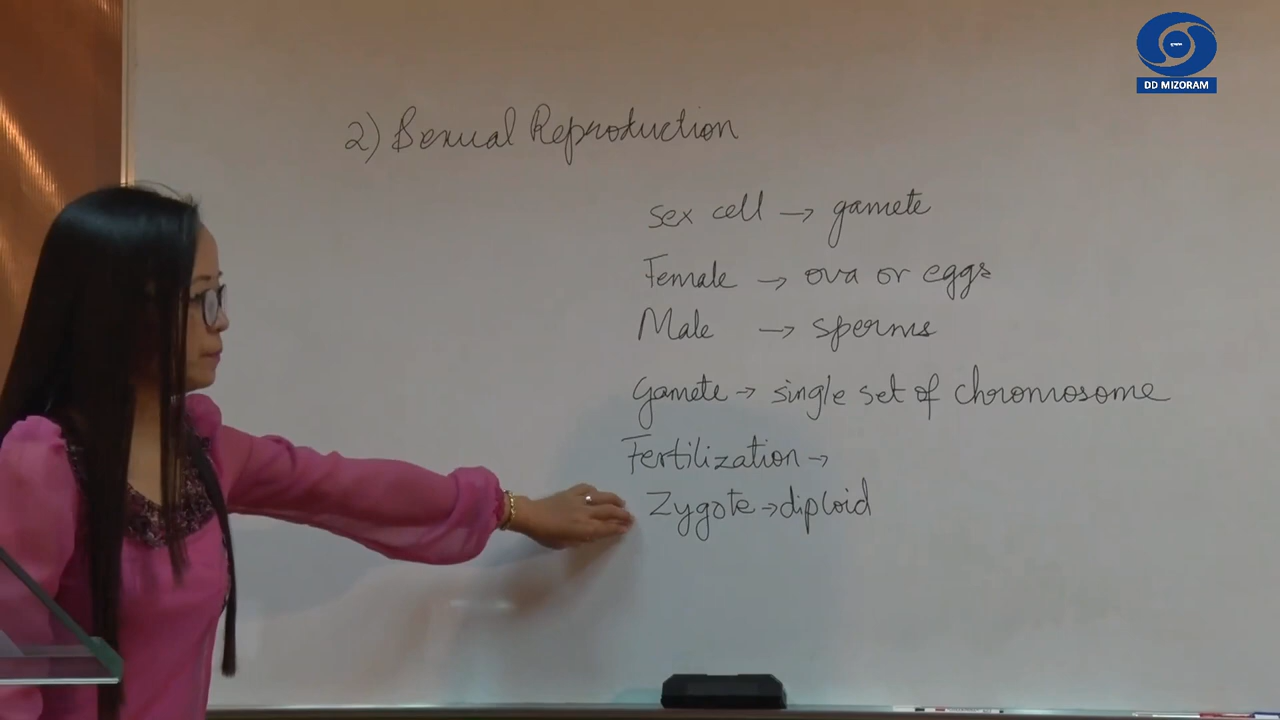 DD MIZORAM
2) Sexual Reproduction
sex cell → gamete
Female → ova or eggs
Male → sperms
Gamete → single set of chromosome
Fertilization →
Zygote → diploid